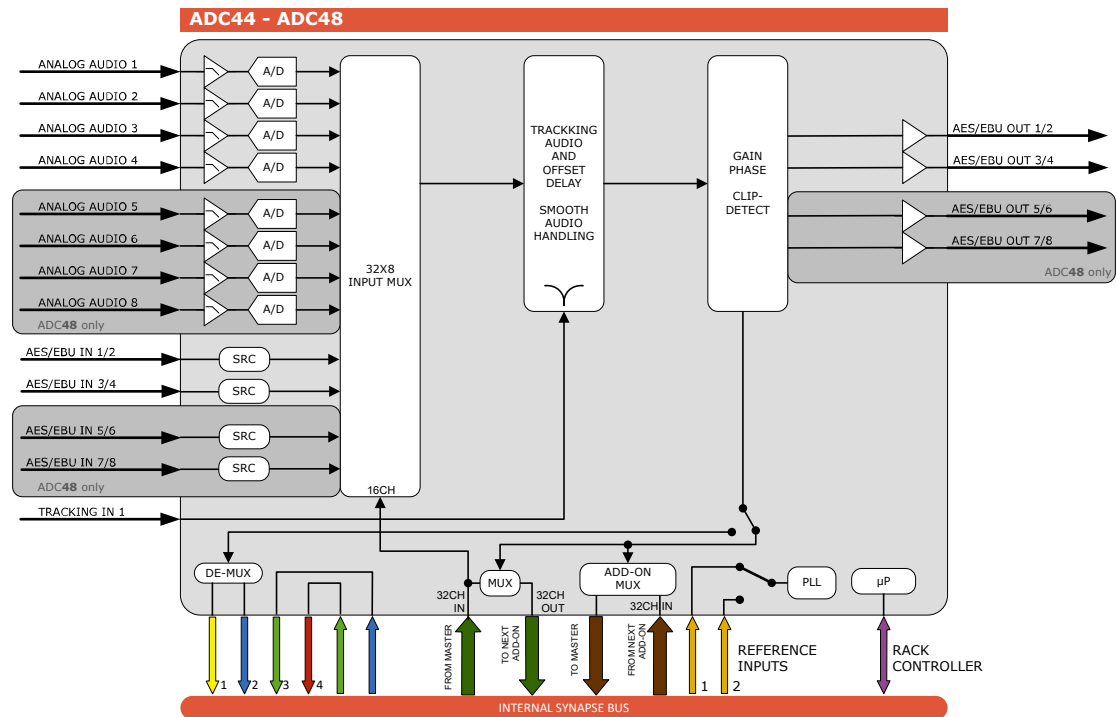 ADC44 - ADC48
ANALOG AUDIO 1
A/D
ANALOG AUDIO 2
A/D
ANALOG AUDIO 3
A/D
ANALOG AUDIO 4
A/D
ANALOG AUDIO 5
A/D
ANALOG AUDIO 6
A/D
ANALOG AUDIO 7
A/D
ANALOG AUDIO 8
A/D
ADC48 only
AES/EBU IN 1/2
SRC
AES/EBU IN 3/4
SRC
AES/EBU IN 5/6
SRC
AES/EBU IN 7/8
SRC
ADC48 only
TRACKING IN 1
32X8
INPUT MUX
16CH
TRACKKING
AUDIO
AND
OFFSET
DELAY
SMOOTH
AUDIO
HANDLING
GAIN
PHASE
CLIP-
DETECT
AES/EBU OUT 1/2
AES/EBU OUT 3/4
AES/EBU OUT 5/6
AES/EBU OUT 7/8
ADC48 only
DE-MUX
MUX
32CH
IN
32CH
OUT
ADD-ON
MUX
32CH IN
PLL
µP
1
2
3
4
FROM MASTER
TO NEXT
ADD-ON
TO MASTER
FROM NEXT
ADD-ON
1
2
REFERENCE
INPUTS
RACK
CONTROLLER
INTERNAL SYNAPSE BUS